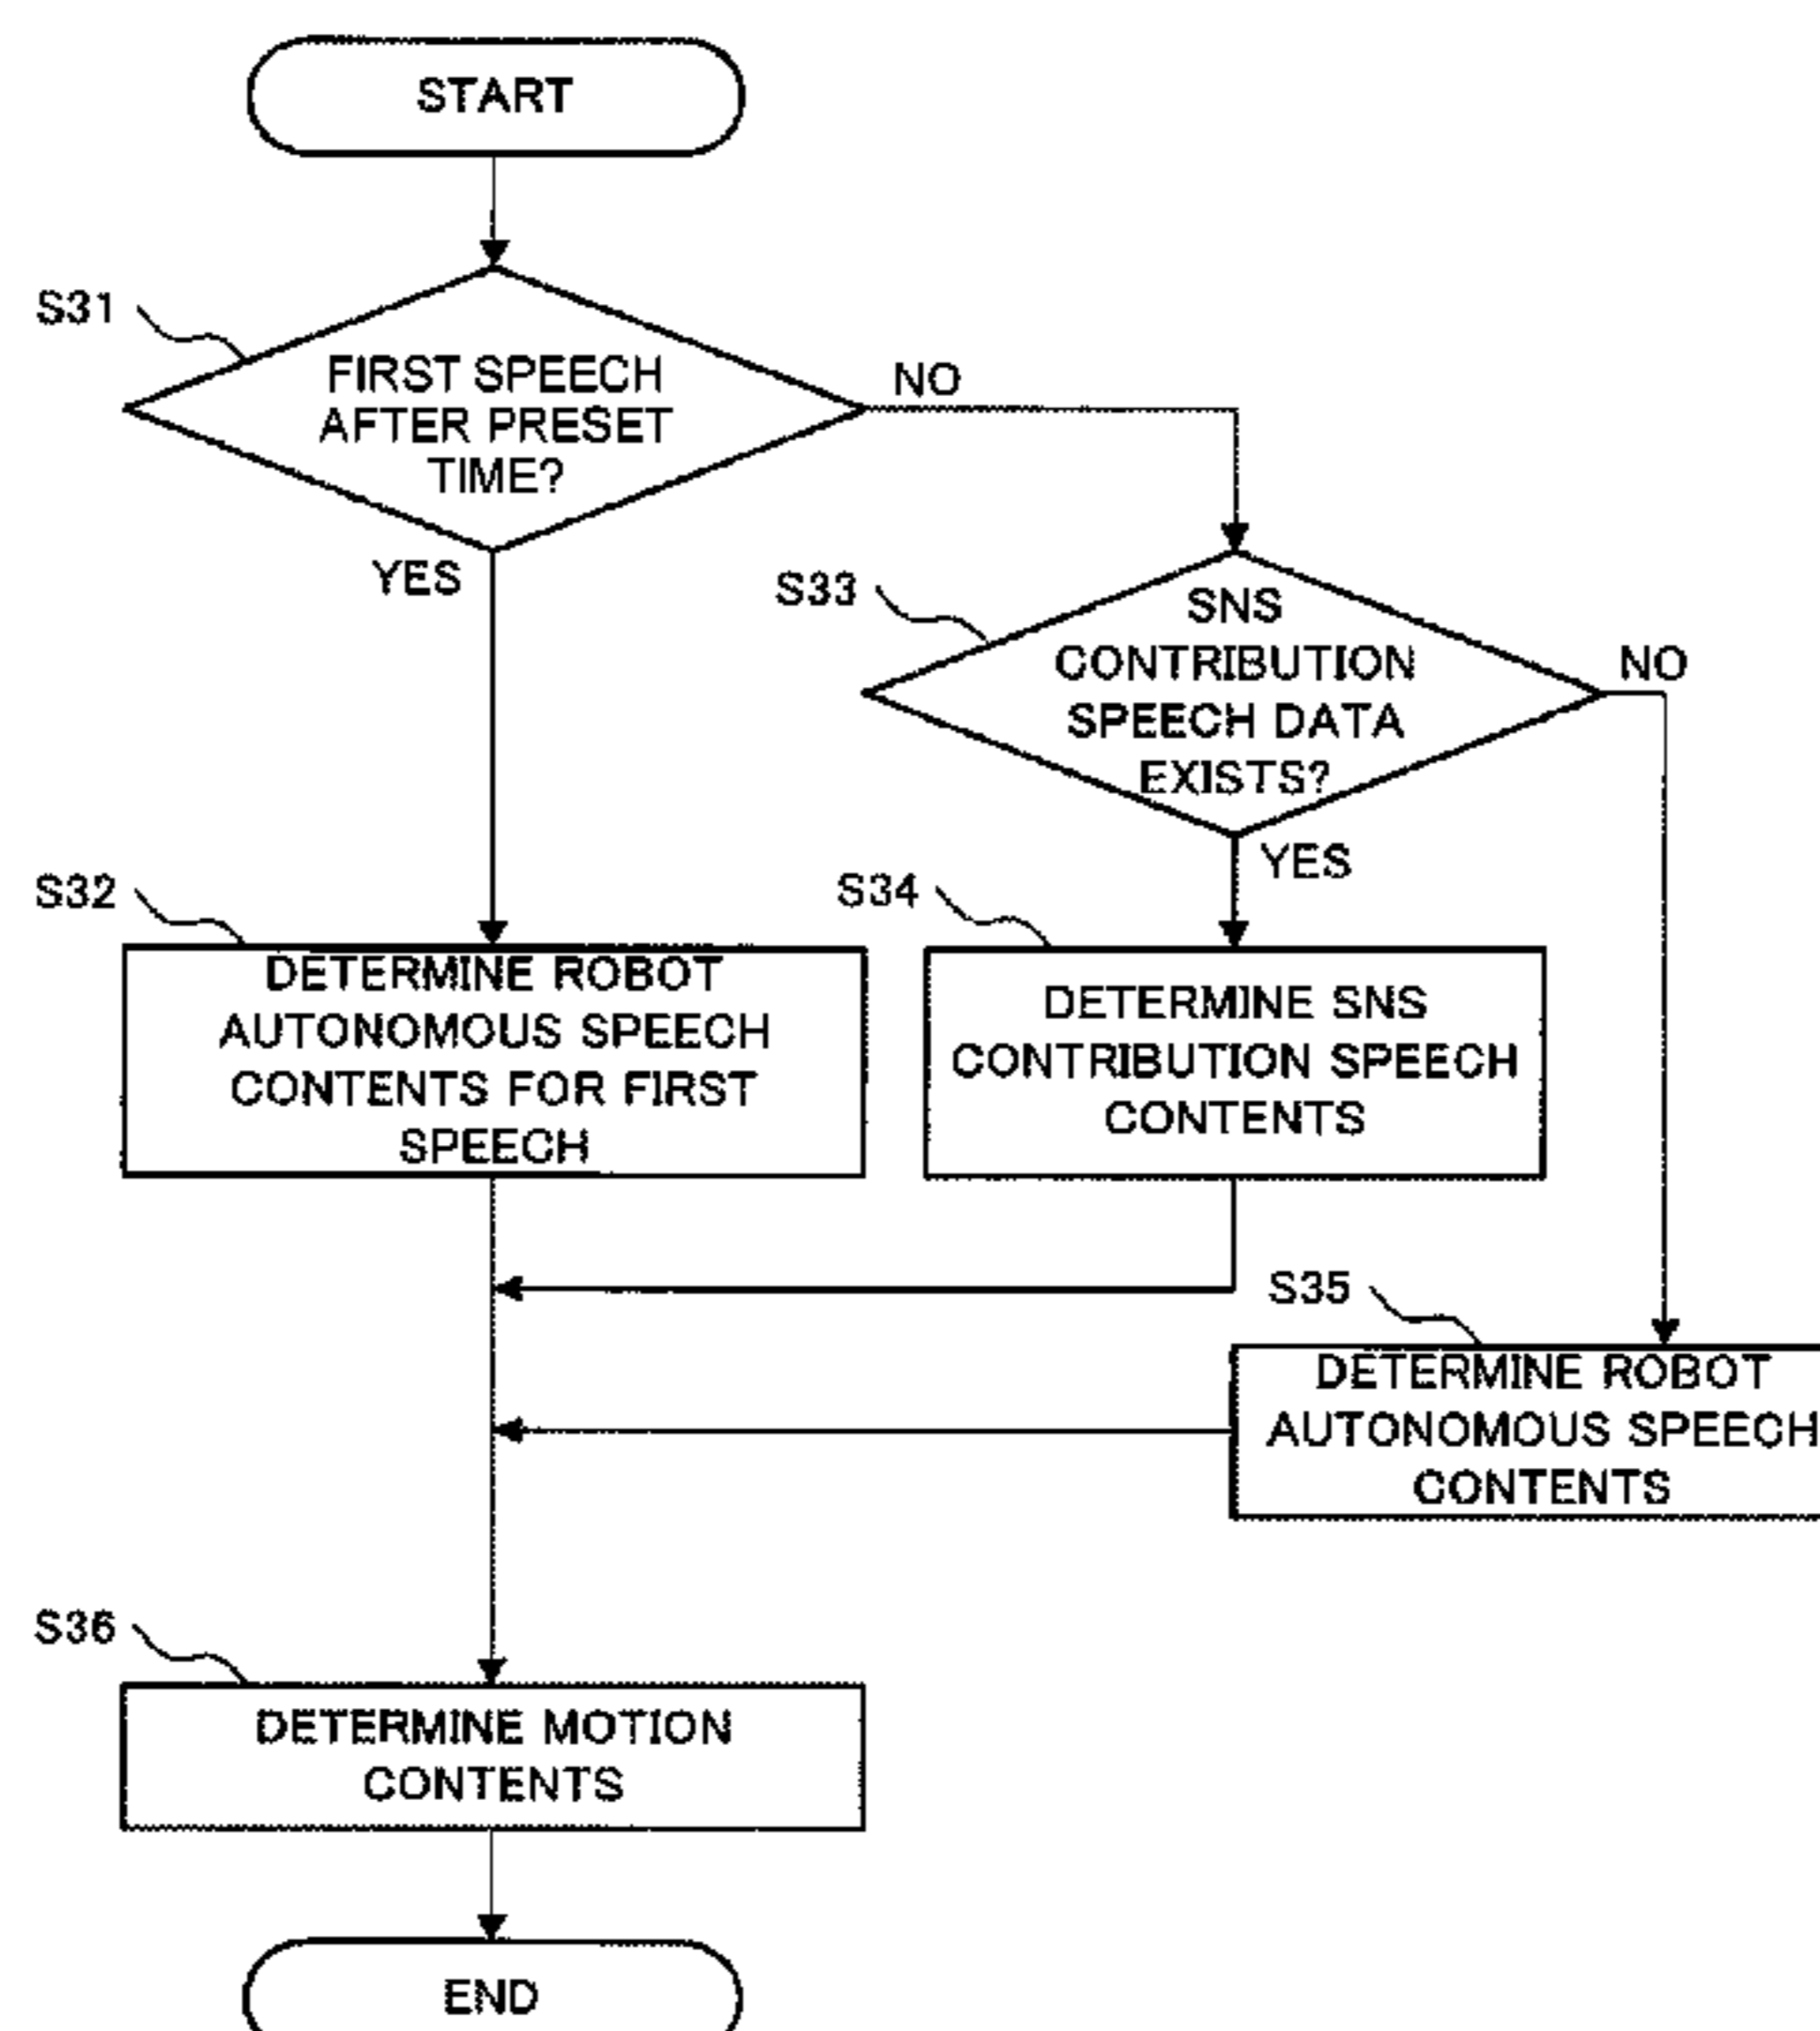 START
S31
FIRST SPEECH
AFTER PRESET
TIME?
NO
YES
S33
SNS
CONTRIBUTION
SPEECH DATA
EXISTS?
NO
YES
S32
DETERMINE ROBOT
AUTONOMOUS SPEECH
CONTENTS FOR FIRST
SPEECH
S34
DETERMINE SNS
CONTRIBUTION SPEECH
CONTENTS
S35
DETERMINE ROBOT
AUTONOMOUS SPEECH
CONTENTS
S36
DETERMINE MOTION
CONTENTS
END